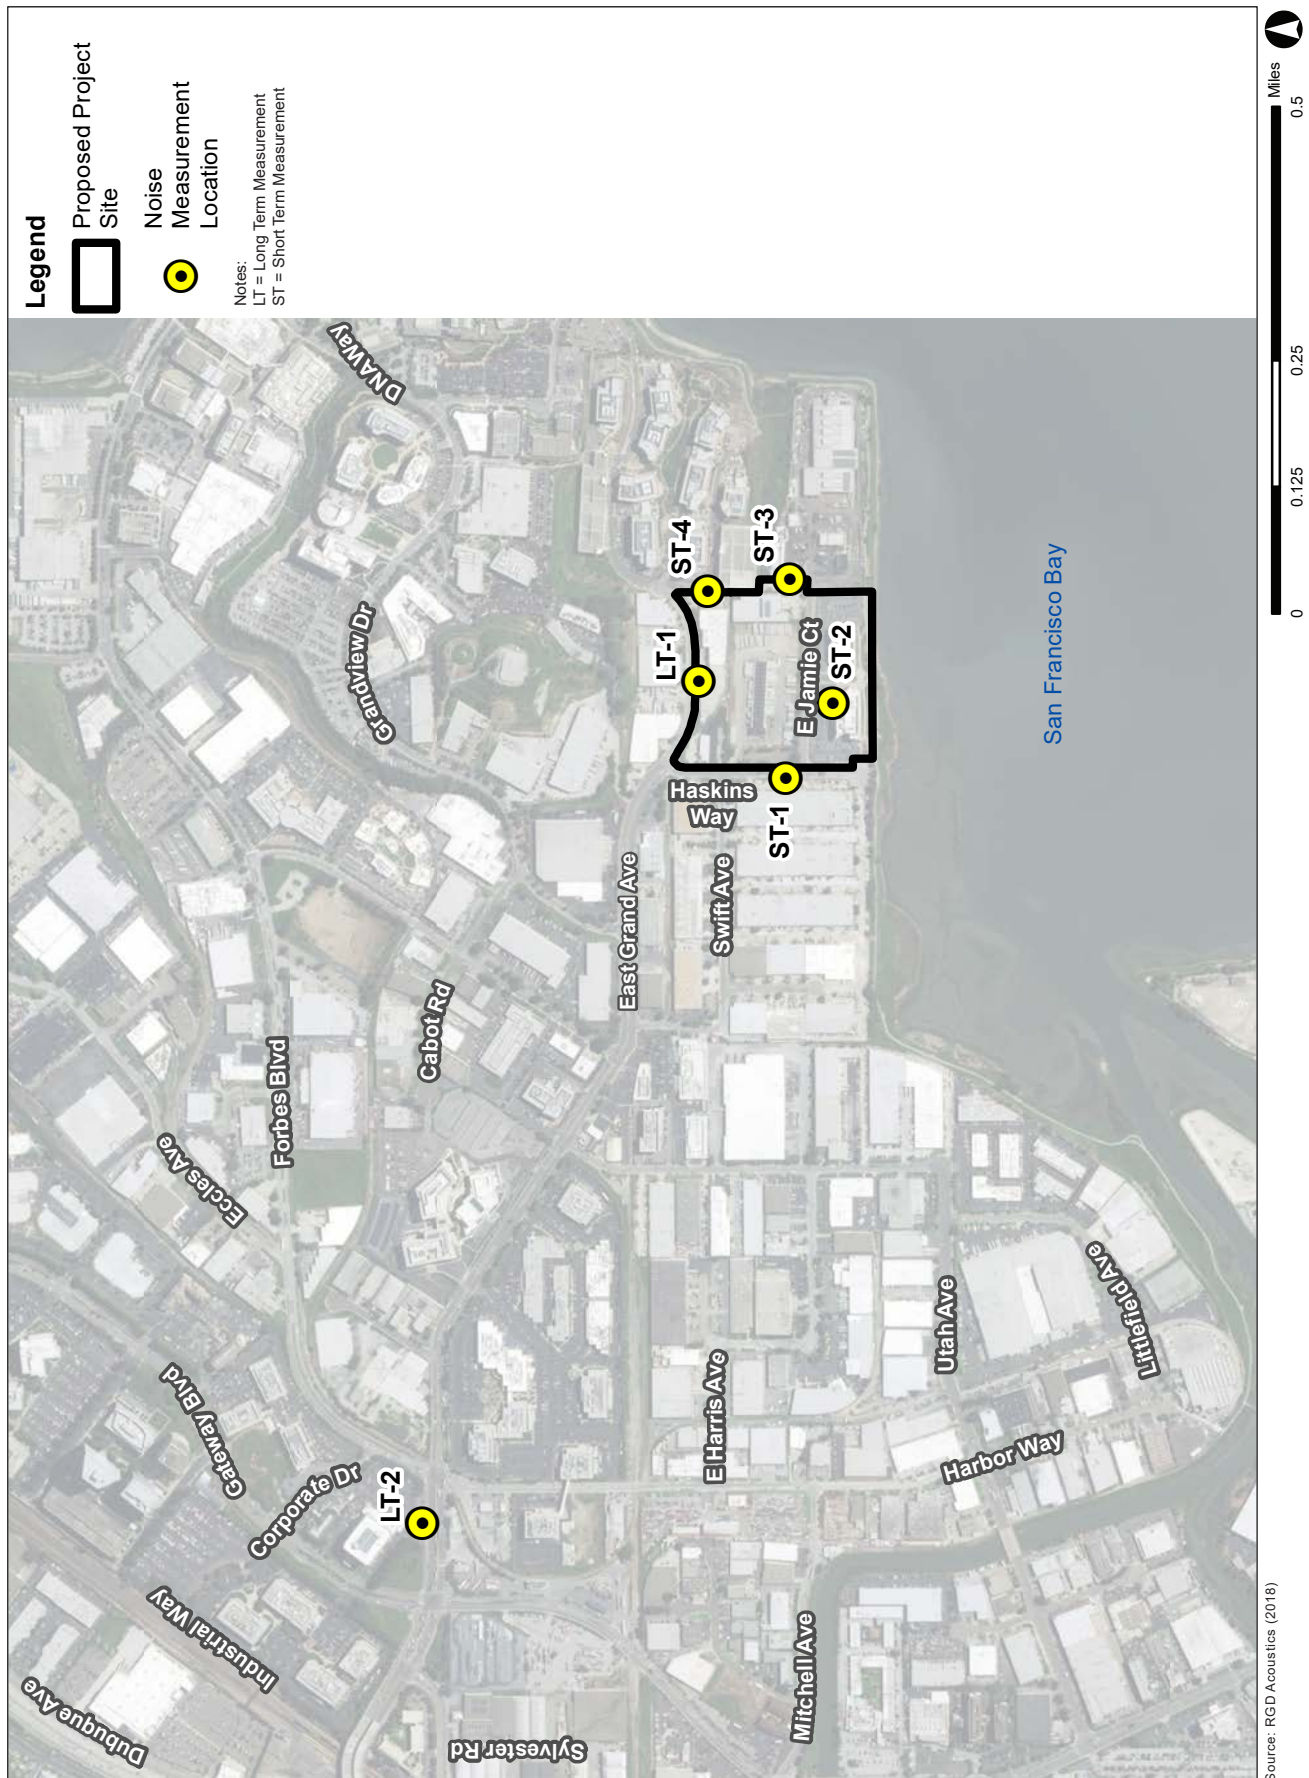 Legend
Proposed Project
Site
Noise
Measurement
Location
Notes:
LT = Long Term Measurement
ST = Short Term Measurement
Dubuque Ave
Industrial Way
Gateway Blvd
Corporate Dr
Eccles Ave
Forbes Blvd
Cabot Rd
Grandview Dr
DNA Way
LT-2
Sylvester Rd
East Grand Ave
LT-1
ST-4
Haskins
Way
Swift Ave
ST-1
ST-3
E Jamie Ct
ST-2
E Harris Ave
Mitchell Ave
Utah Ave
Harbor Way
Littlefield Ave
San Francisco Bay
0
0.125
0.25
0.5
Miles
Source: RGD Acoustics (2018)